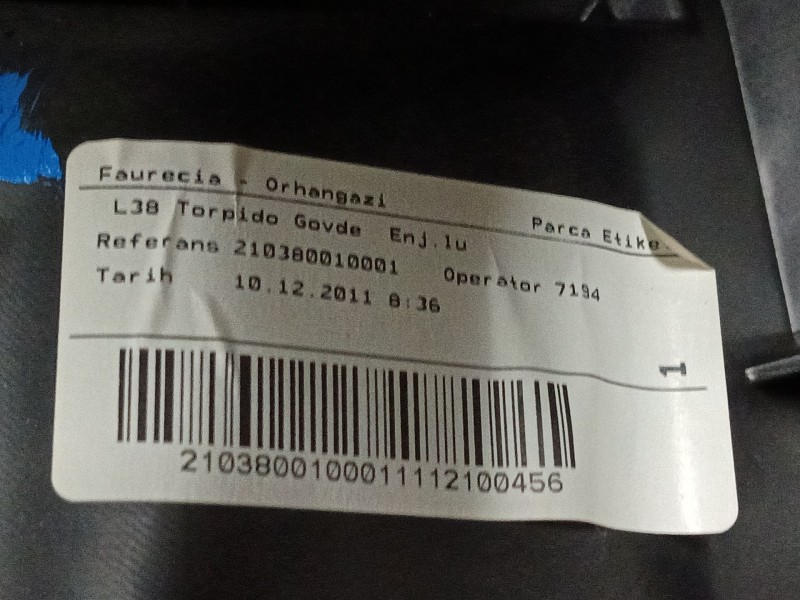 Faurecia - Orhangazi
Parca Etike
L38 Torpido Govde Enj.lu
Referans 210380010001 Operator 7194
Tarih 10.12.2011 8:36
1
21038001000111112100456